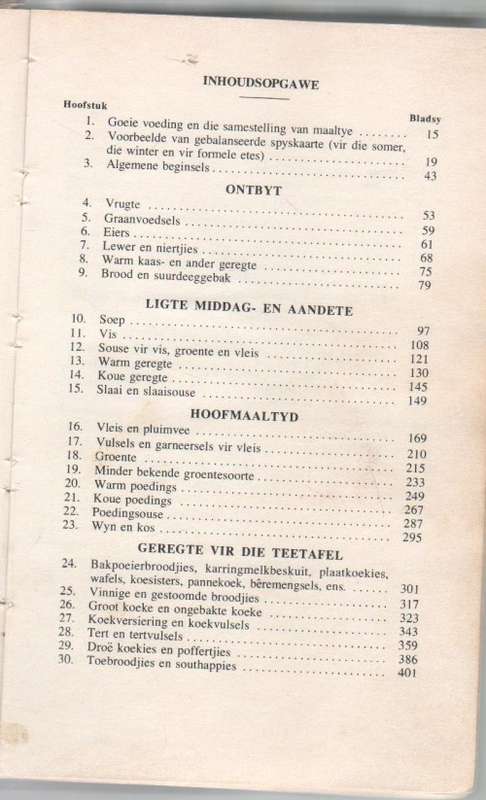 INHOUDSOPGAWE
Hoofstuk Bladsy
1. Goeie voeding en die samestelling van maaltye ........ 15
2. Voorbeelde van gebalanseerde spyskaarte (vir die somer,
die winter en vir formele etes) ........ 19
3. Algemene beginsels ........ 43
ONTBYT
4. Vrugte ........ 53
5. Graanvoedsels ........ 59
6. Eiers ........ 61
7. Lewer en niertjies ........ 68
8. Warm kaas- en ander geregte ........ 75
9. Brood en suurdeeggebak ........ 79
LIGTE MIDDAG- EN AANDETE
10. Soep ........ 97
11. Vis ........ 108
12. Souse vir vis, groente en vleis ........ 121
13. Warm geregte ........ 130
14. Koue geregte ........ 145
15. Slaai en slaaisouse ........ 149
HOOFMAALTYD
16. Vleis en pluimvee ........ 169
17. Vulsels en garneersels vir vleis ........ 210
18. Groente ........ 215
19. Minder bekende groentesoorte ........ 233
20. Warm poedings ........ 249
21. Koue poedings ........ 267
22. Poedingsouse ........ 287
23. Wyn en kos ........ 295
GEREGTE VIR DIE TEETAFEL
24. Bakpoeierbroodjies, karringmelkbeskuit, plaatkoekies,
wafels, koesisters, pannekoek, bêremengsels, ens. ...... 301
25. Vinnige en gestoomde broodjies ........ 317
26. Groot koeke en ongebakte koeke ........ 323
27. Koekversiering en koekvulsels ........ 343
28. Tert en tertvulsels ........ 359
29. Droë koekies en poffertjies ........ 386
30. Toebroodjies en southappies ........ 401